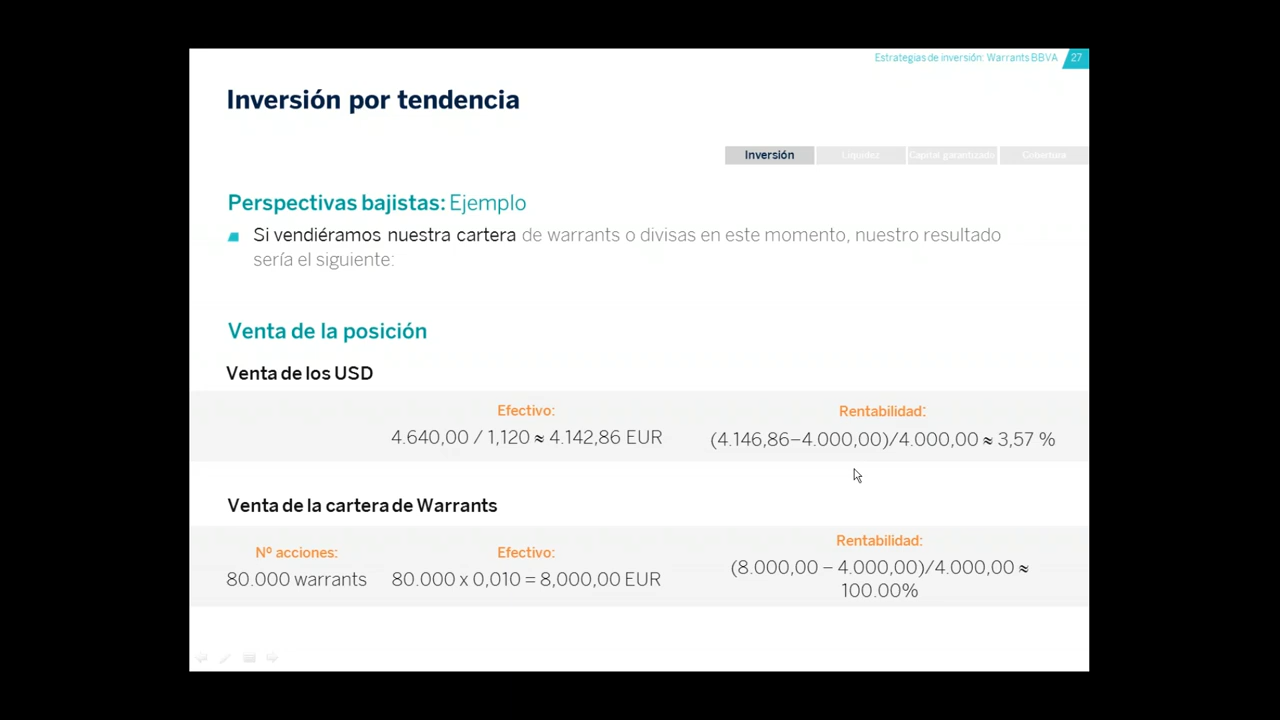 Estrategias de inversión: Warrants BBVA 27
Inversión por tendencia
Inversión Liquidez Capital garantizado Cobertura
Perspectivas bajistas: Ejemplo
Si vendiéramos nuestra cartera de warrants o divisas en este momento, nuestro resultado
sería el siguiente:
Venta de la posición
Venta de los USD
Efectivo: Rentabilidad:
4.640,00 / 1,120 ≈ 4.142,86 EUR (4.146,86–4.000,00)/4.000,00 ≈ 3,57 %
Venta de la cartera de Warrants
Nº acciones: Efectivo: Rentabilidad:
80.000 warrants 80.000 x 0,010 = 8,000,00 EUR (8.000,00 – 4.000,00)/4.000,00 ≈
100.00%